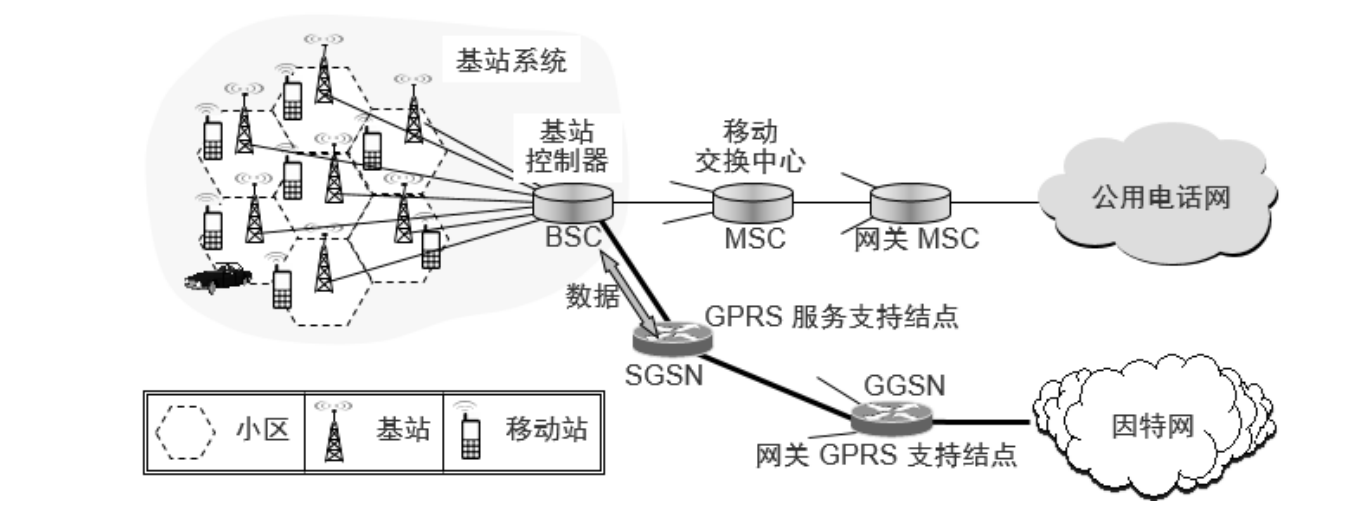 基站系统
基站
控制器
BSC
移动
交换中心
MSC
网关 MSC
公用电话网
数据
GPRS 服务支持结点
SGSN
GGSN
网关 GPRS 支持结点
因特网
小区
基站
移动站